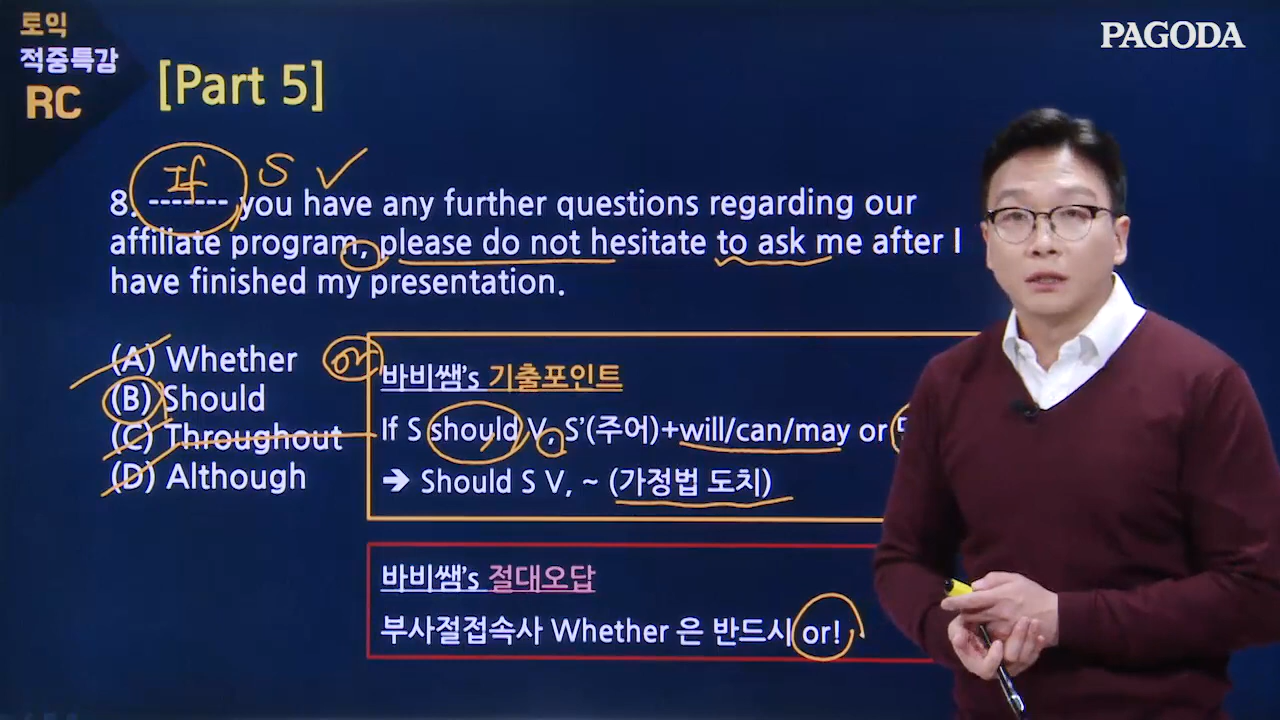 토익
적중특강
RC
PAGODA
[Part 5]
If S V
8. ------- you have any further questions regarding our
affiliate program, please do not hesitate to ask me after I
have finished my presentation.
(A) Whether or
(B) Should
(C) Throughout
(D) Although
바비쌤's 기출포인트
If S should V, S'(주어)+will/can/may or
➔ Should S V, ~ (가정법 도치)
바비쌤's 절대오답
부사절접속사 Whether 은 반드시 or!